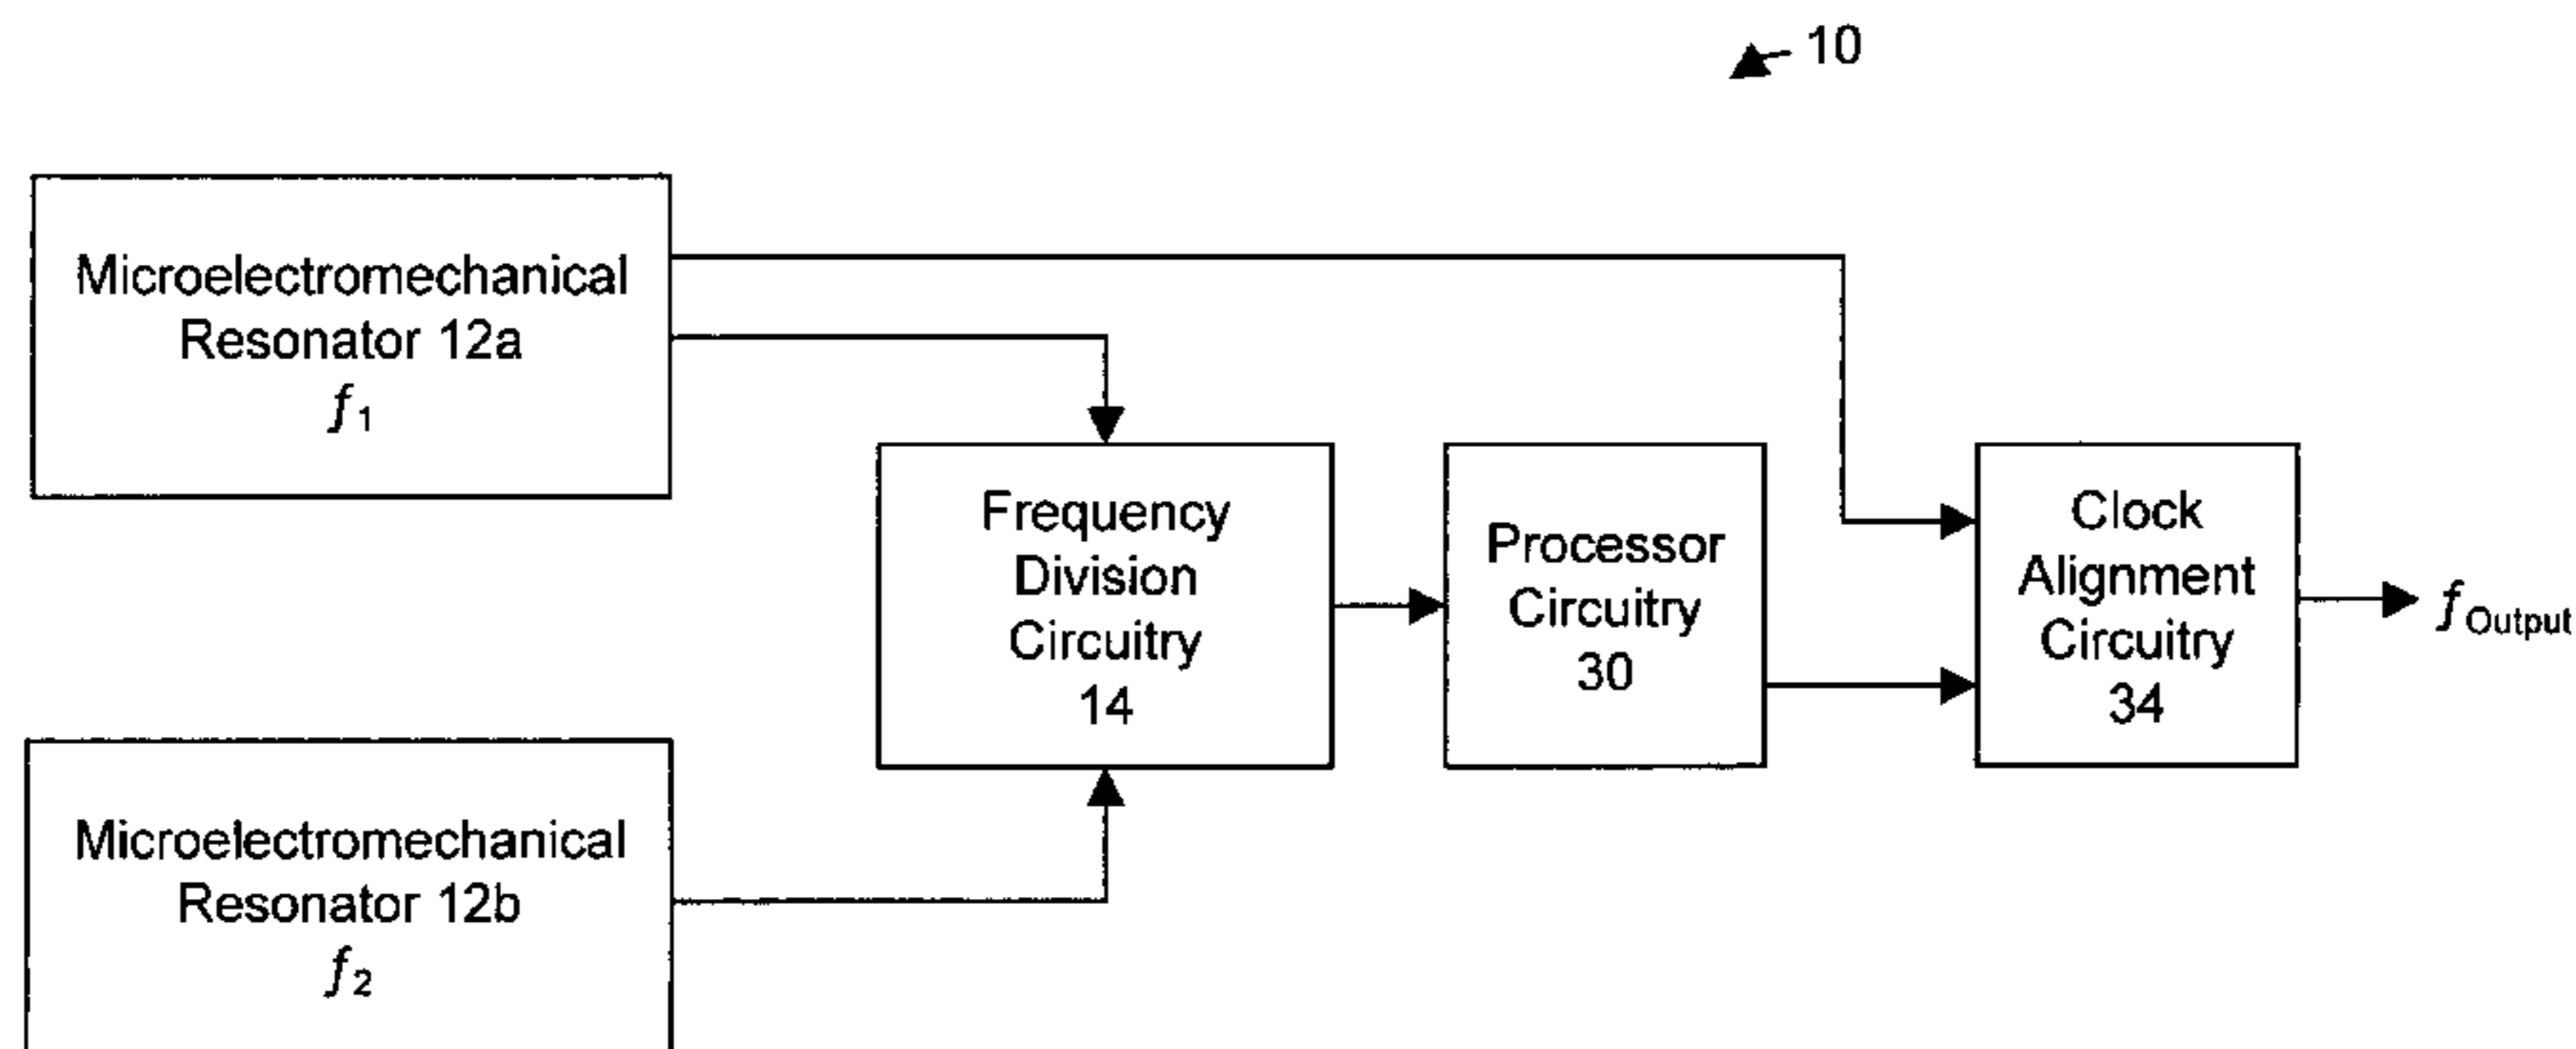 10
Microelectromechanical
Resonator 12a
f1
Frequency
Division
Circuitry
14
Processor
Circuitry
30
Clock
Alignment
Circuitry
34
fOutput
Microelectromechanical
Resonator 12b
f2